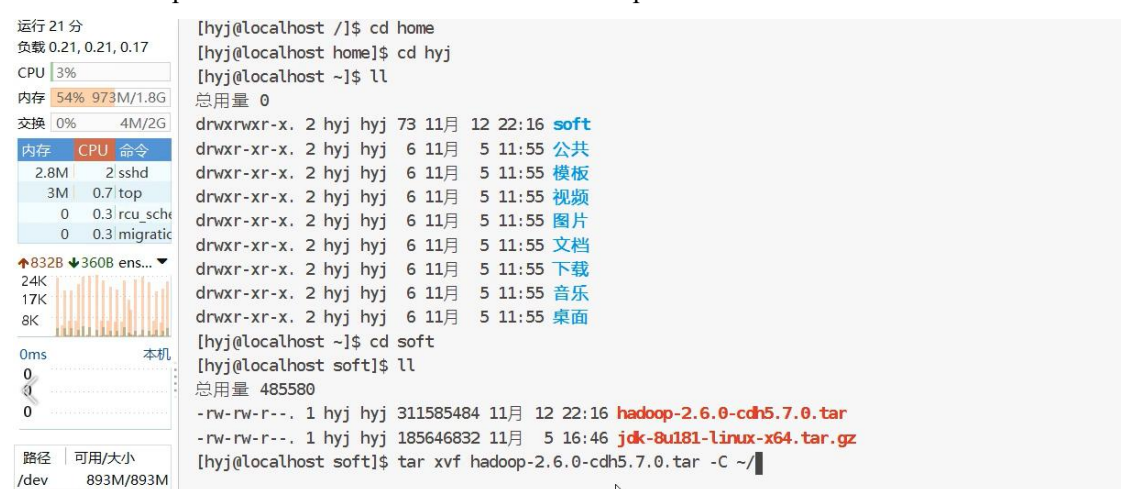 运行 21 分
负载 0.21, 0.21, 0.17
CPU 3%
内存 54% 973M/1.8G
交换 0% 4M/2G
内存 CPU 命令
2.8M 2 sshd
3M 0.7 top
0 0.3 rcu_sche
0 0.3 migratic
832B 360B ens...
24K
17K
8K
0ms 本机
0
0
0
路径 可用/大小
/dev 893M/893M
[hyj@localhost /]$ cd home
[hyj@localhost home]$ cd hyj
[hyj@localhost ~]$ ll
总用量 0
drwxrwxr-x. 2 hyj hyj 73 11月 12 22:16 soft
drwxr-xr-x. 2 hyj hyj 6 11月 5 11:55 公共
drwxr-xr-x. 2 hyj hyj 6 11月 5 11:55 模板
drwxr-xr-x. 2 hyj hyj 6 11月 5 11:55 视频
drwxr-xr-x. 2 hyj hyj 6 11月 5 11:55 图片
drwxr-xr-x. 2 hyj hyj 6 11月 5 11:55 文档
drwxr-xr-x. 2 hyj hyj 6 11月 5 11:55 下载
drwxr-xr-x. 2 hyj hyj 6 11月 5 11:55 音乐
drwxr-xr-x. 2 hyj hyj 6 11月 5 11:55 桌面
[hyj@localhost ~]$ cd soft
[hyj@localhost soft]$ ll
总用量 485580
-rw-rw-r--. 1 hyj hyj 311585484 11月 12 22:16 hadoop-2.6.0-cdh5.7.0.tar
-rw-rw-r--. 1 hyj hyj 185646832 11月 5 16:46 jdk-8u181-linux-x64.tar.gz
[hyj@localhost soft]$ tar xvf hadoop-2.6.0-cdh5.7.0.tar -C ~/